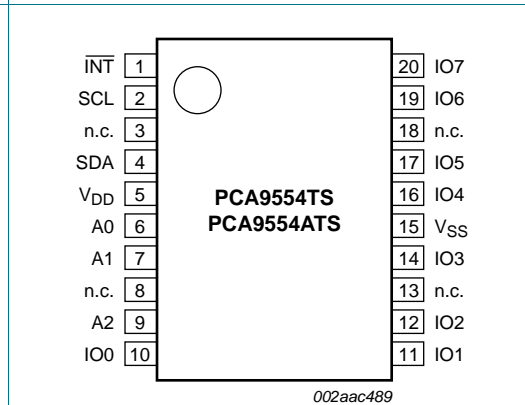 INT 1 20 IO7
SCL 2 19 IO6
n.c. 3 18 n.c.
SDA 4 17 IO5
VDD 5 16 IO4
PCA9554TS
PCA9554ATS
A0 6 15 VSS
A1 7 14 IO3
n.c. 8 13 n.c.
A2 9 12 IO2
IO0 10 11 IO1
002aac489